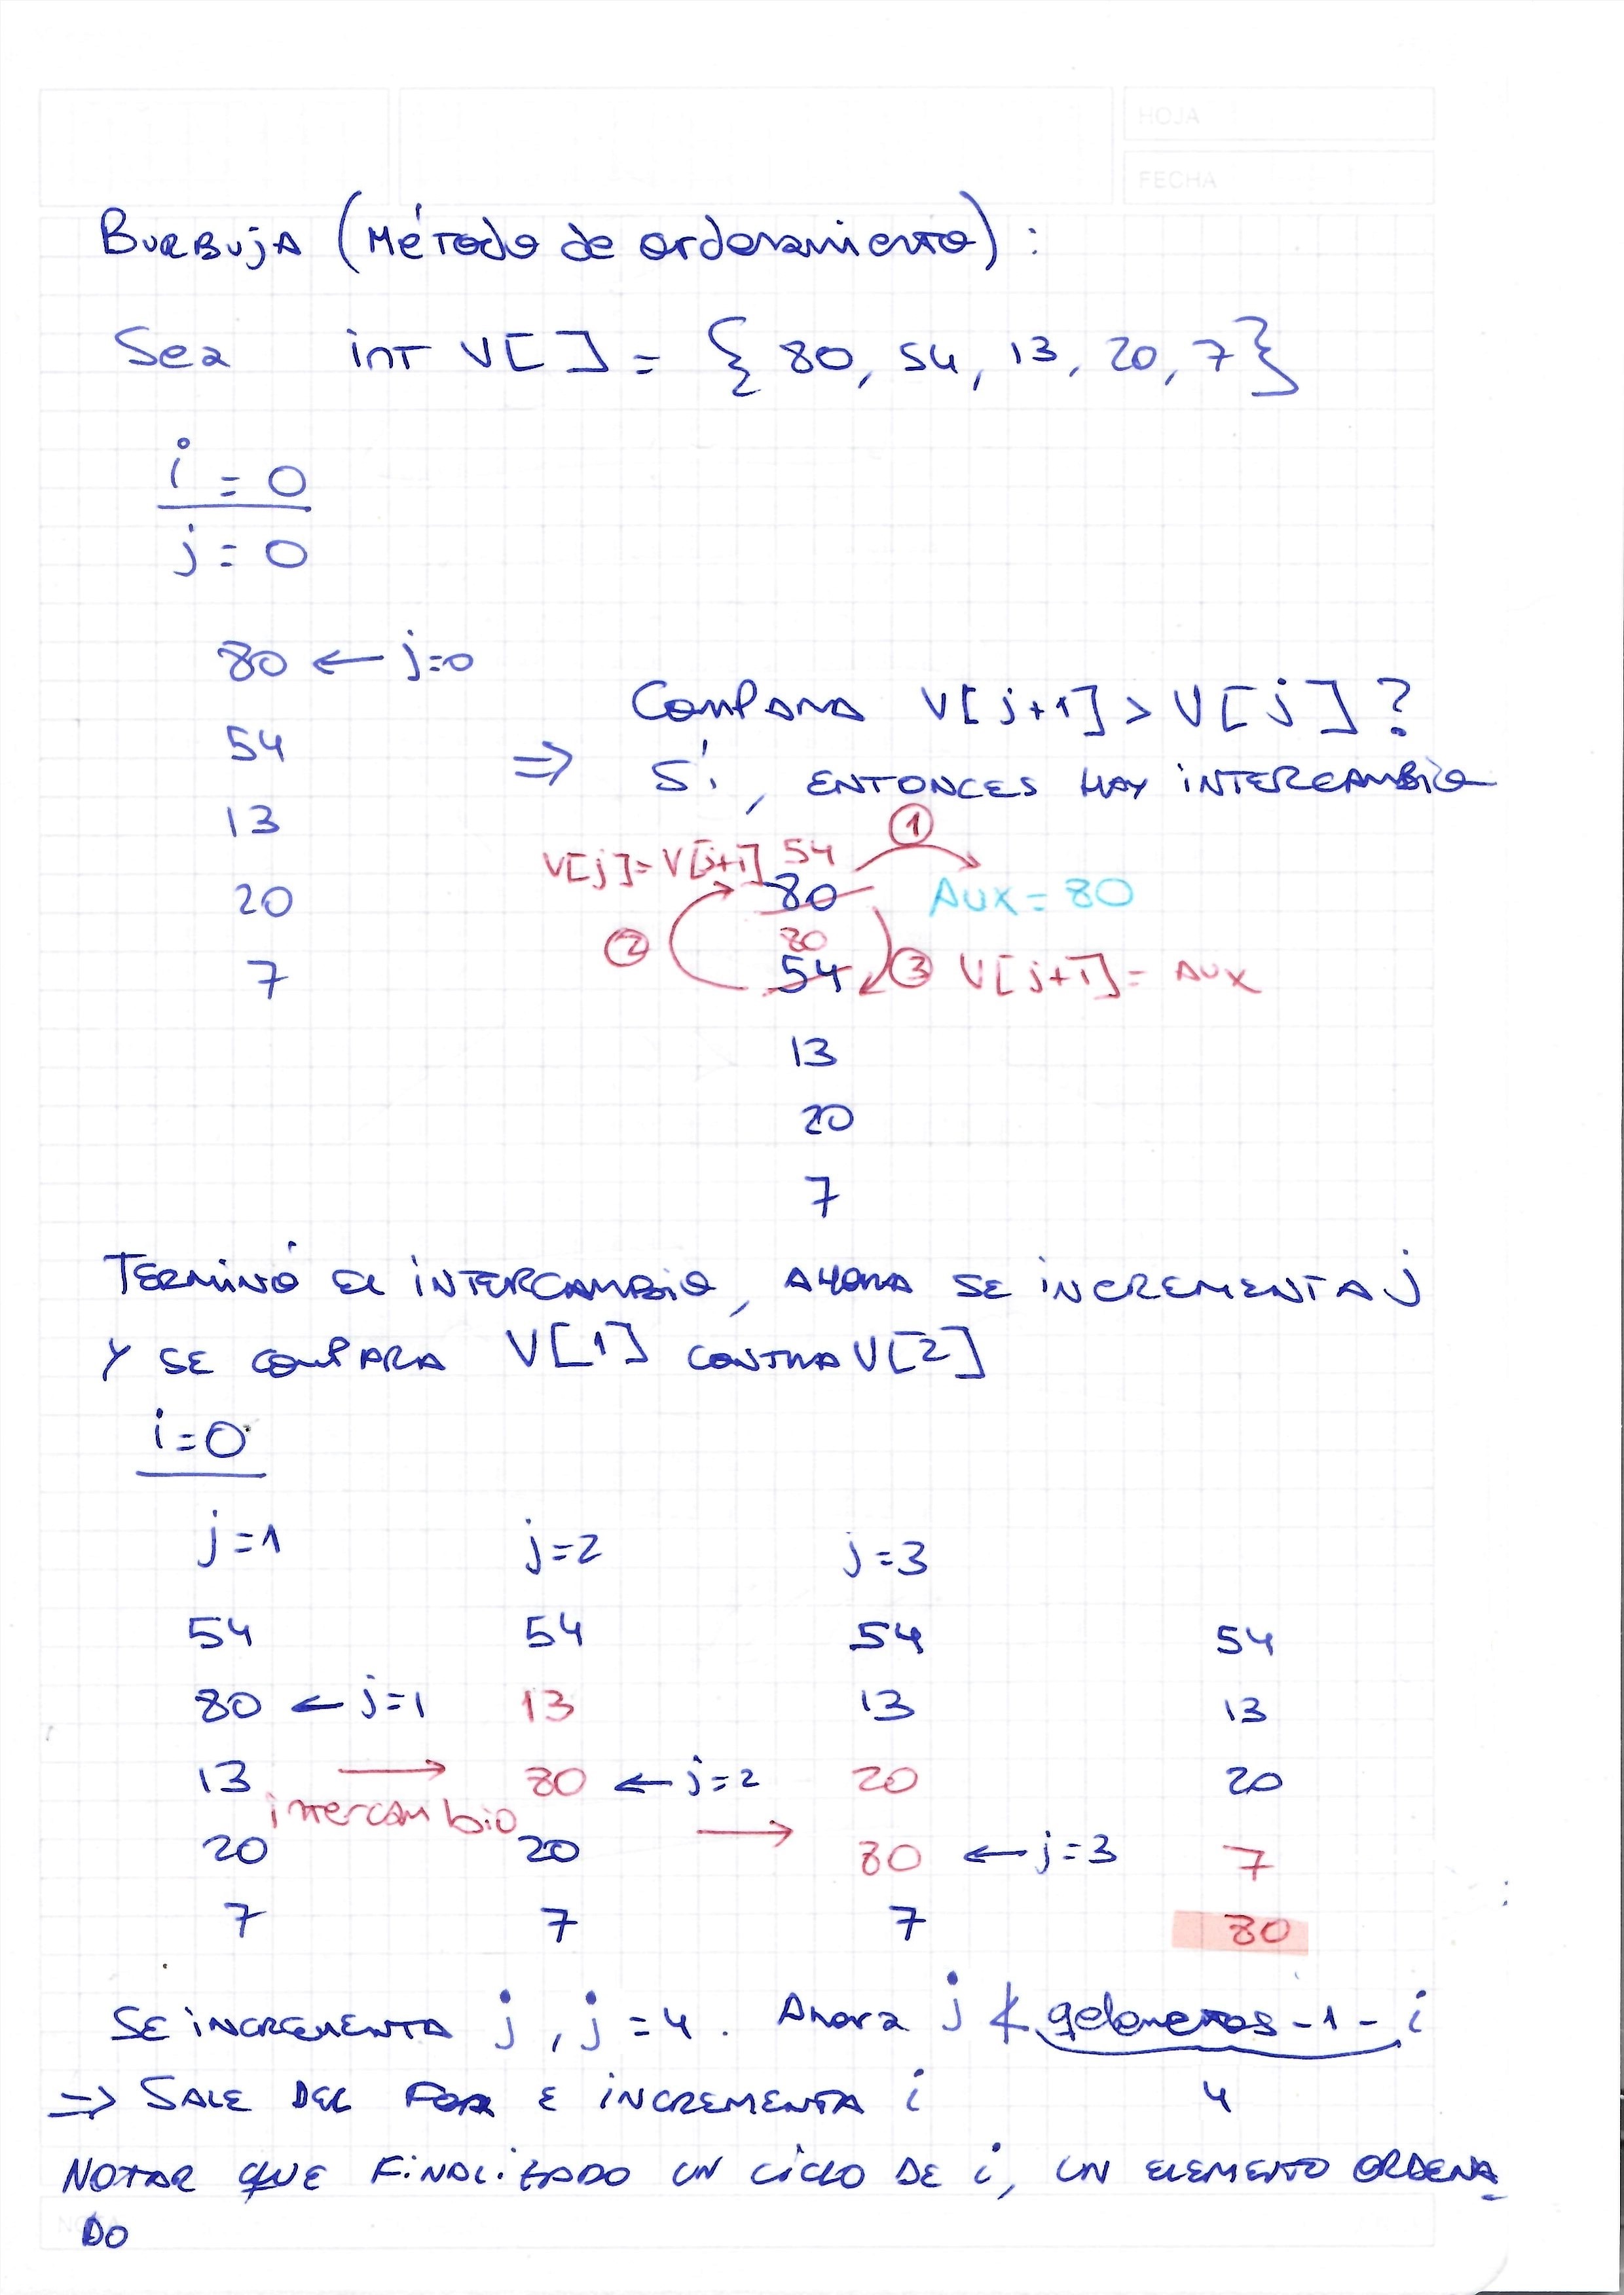 HOJA
FECHA
BURBUJA (Método de ordenamiento):
Sea int V[ ] = { 80, 54, 13, 20, 7}
i = 0
j = 0
80 ← j=0
54
13
20
7
⇒ Compara V[j+1] > V[j] ?
Sí, ENTONCES HAY INTERCAMBIO
V[j]=V[j+1] 54 ①
80 AUX = 80
② 80
54 ③ V[j+1] = AUX
13
20
7
TERMINÓ EL INTERCAMBIO, AHORA SE INCREMENTA j
Y SE COMPARA V[1] CONTRA V[2]
i=0
j=1 j=2 j=3
54 54 54 54
80 ← j=1 13 13 13
13 → 80 ← j=2 20 20
intercambio →
20 20 80 ← j=3 7
7 7 7 80
SE INCREMENTA j, j = 4. Ahora j ≮ qelementos - 1 - i
⇒ SALE DEL FOR E INCREMENTA i 4
NOTAR QUE FINALIZADO UN CICLO DE i, UN ELEMENTO ORDENA-
DO